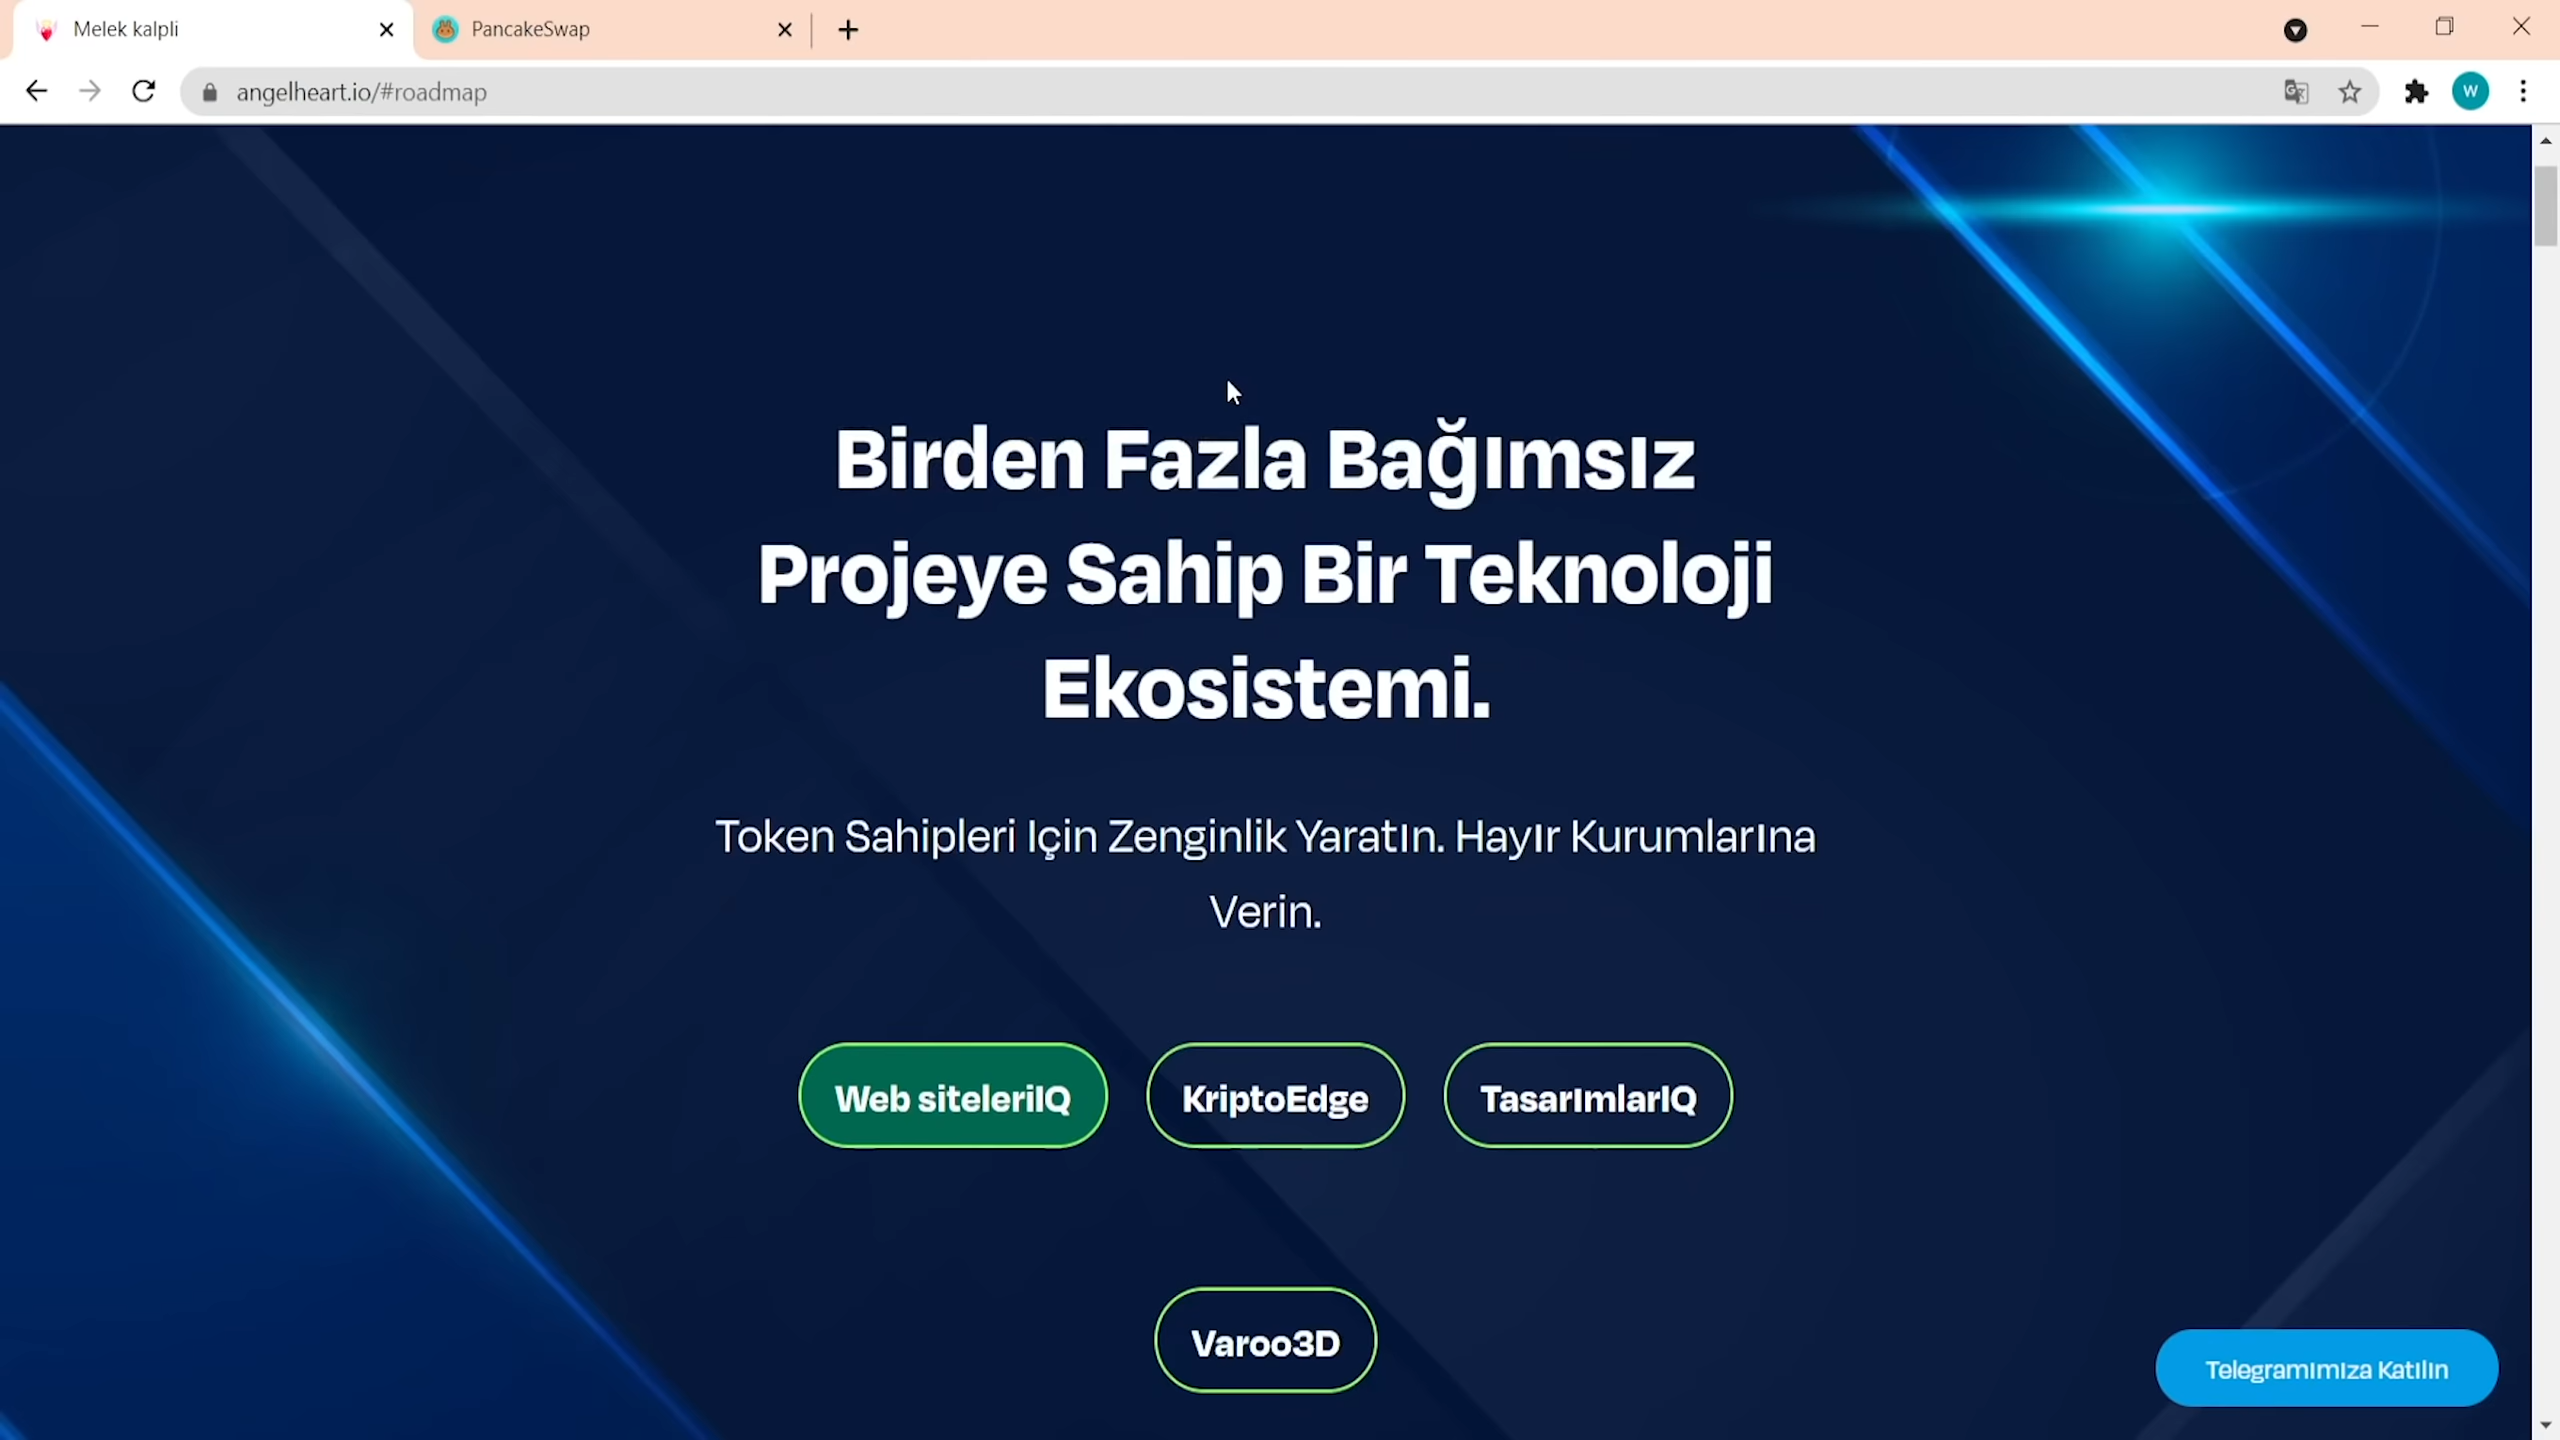 Melek kalpli
PancakeSwap
angelheart.io/#roadmap
W
Birden Fazla Bağımsız
Projeye Sahip Bir Teknoloji
Ekosistemi.
Token Sahipleri Için Zenginlik Yaratın. Hayır Kurumlarına
Verin.
Web siteleriIQ
KriptoEdge
TasarımlarIQ
Varoo3D
Telegramımıza Katılın